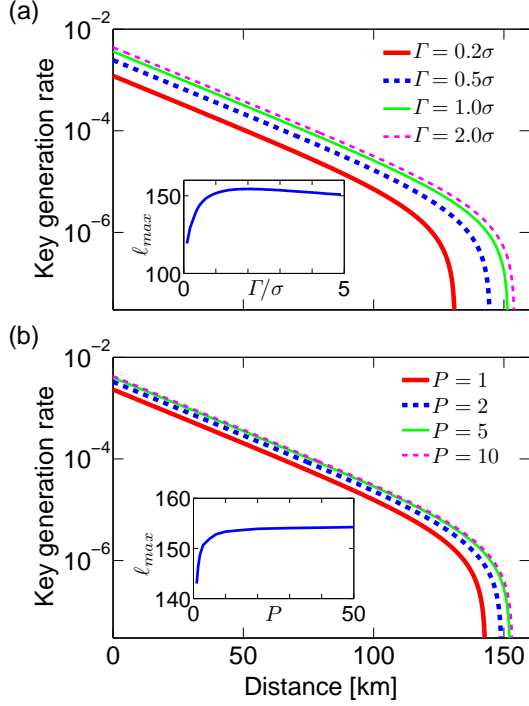 (a)
10^-2
10^-4
10^-6
Key generation rate
Γ = 0.2σ
Γ = 0.5σ
Γ = 1.0σ
Γ = 2.0σ
150
100
ℓmax
0
Γ/σ
5
(b)
10^-2
10^-4
10^-6
Key generation rate
P = 1
P = 2
P = 5
P = 10
160
150
140
ℓmax
0
P
50
0
50
100
150
Distance [km]